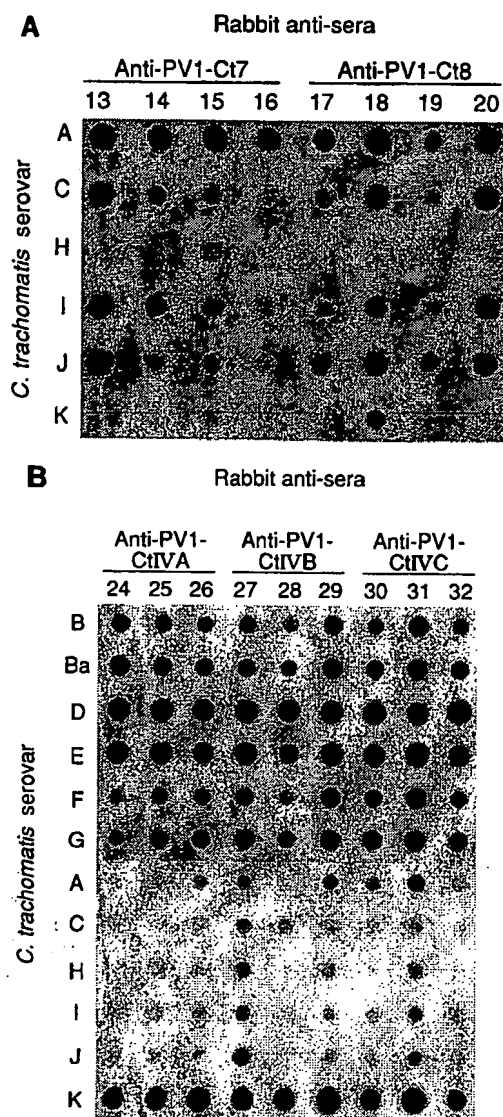 A
Rabbit anti-sera
Anti-PV1-Ct7 Anti-PV1-Ct8
13 14 15 16 17 18 19 20
C. trachomatis serovar
A
C
H
I
J
K
B
Rabbit anti-sera
Anti-PV1-CtIVA Anti-PV1-CtIVB Anti-PV1-CtIVC
24 25 26 27 28 29 30 31 32
C. trachomatis serovar
B
Ba
D
E
F
G
A
C
H
I
J
K